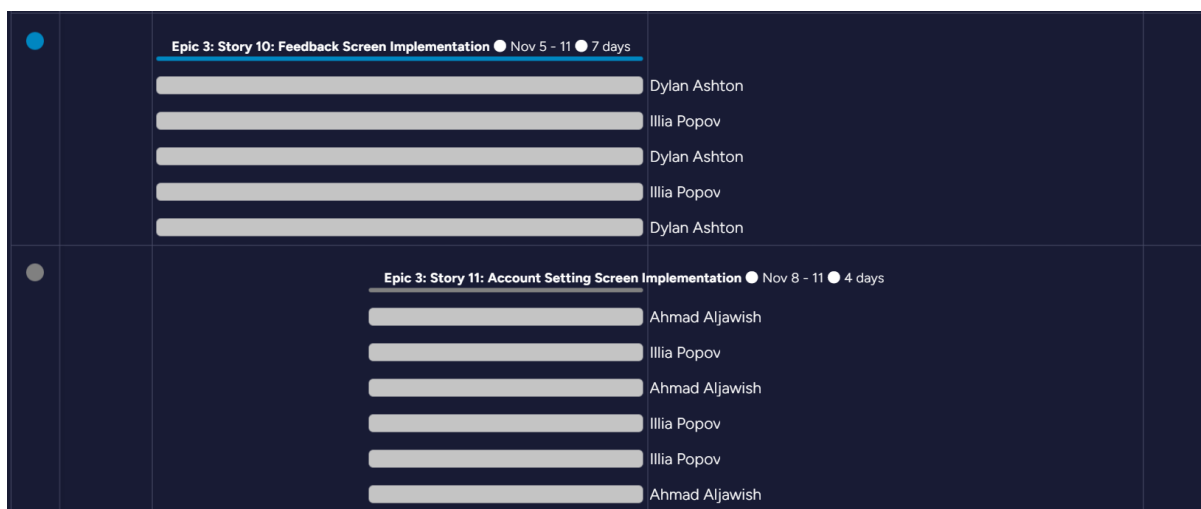 Epic 3: Story 10: Feedback Screen Implementation ● Nov 5 - 11 ● 7 days
Dylan Ashton
Illia Popov
Dylan Ashton
Illia Popov
Dylan Ashton
Epic 3: Story 11: Account Setting Screen Implementation ● Nov 8 - 11 ● 4 days
Ahmad Aljawish
Illia Popov
Ahmad Aljawish
Illia Popov
Illia Popov
Ahmad Aljawish